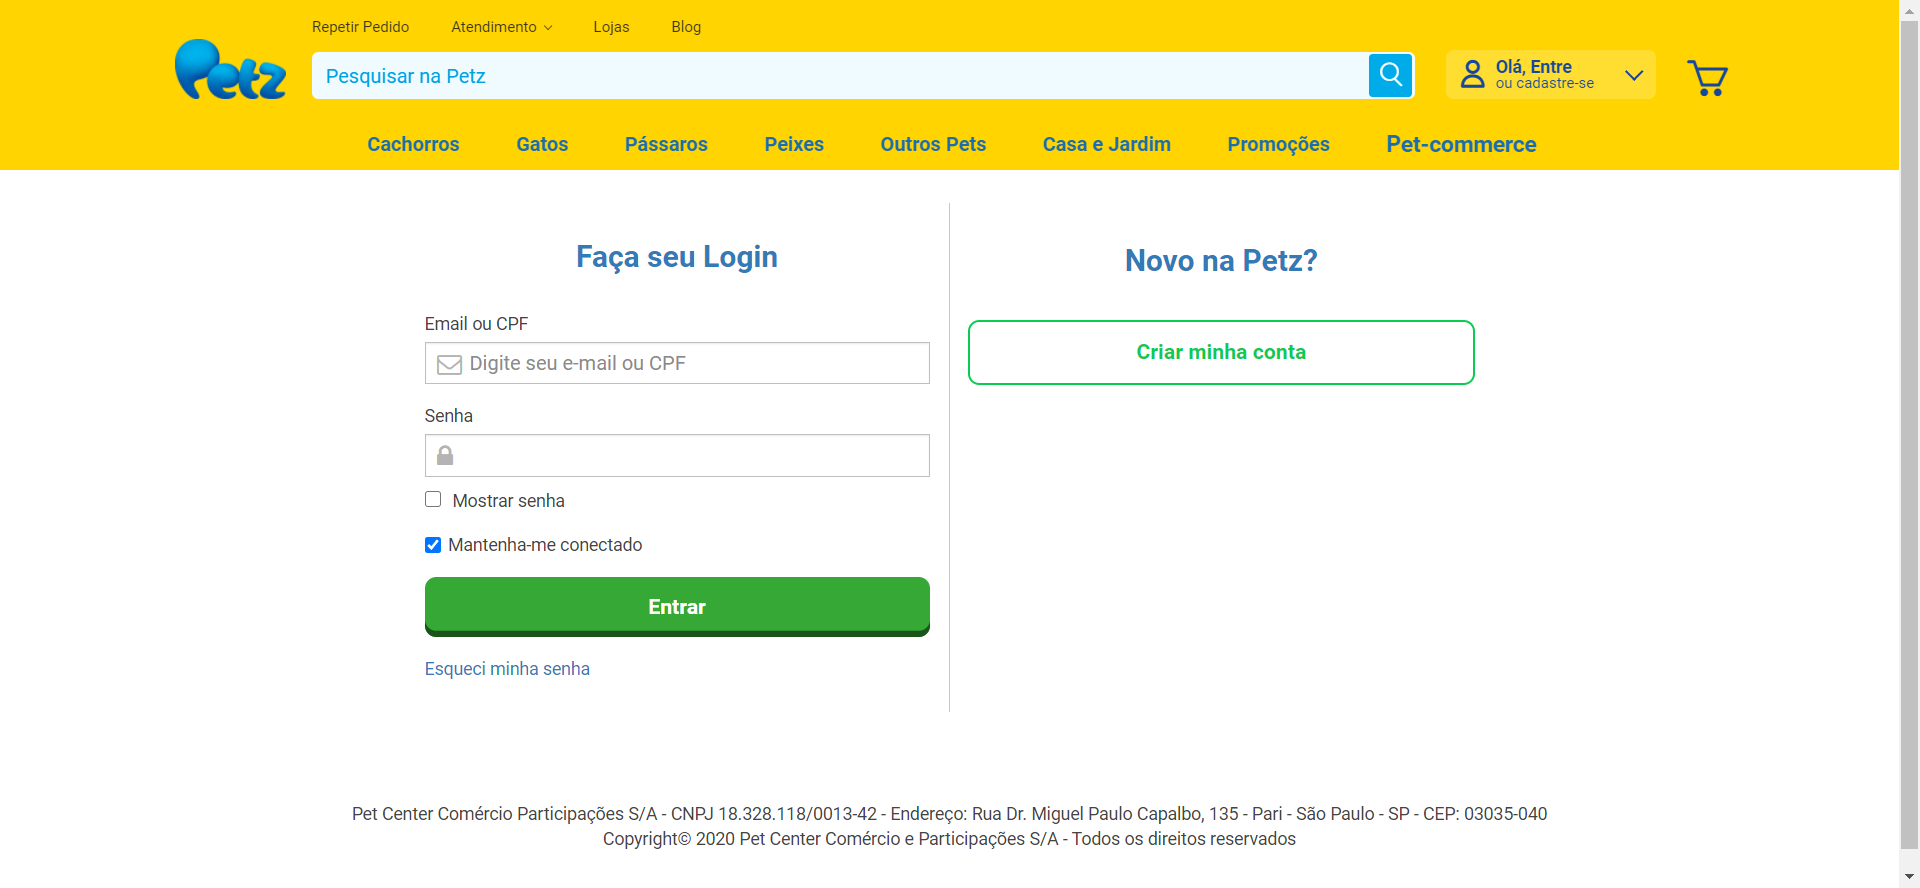 Repetir Pedido Atendimento Lojas Blog
Petz
Pesquisar na Petz
Olá, Entre
ou cadastre-se
Cachorros Gatos Pássaros Peixes Outros Pets Casa e Jardim Promoções Pet-commerce
Faça seu Login
Email ou CPF
Digite seu e-mail ou CPF
Senha
Mostrar senha
Mantenha-me conectado
Entrar
Esqueci minha senha
Novo na Petz?
Criar minha conta
Pet Center Comércio Participações S/A - CNPJ 18.328.118/0013-42 - Endereço: Rua Dr. Miguel Paulo Capalbo, 135 - Pari - São Paulo - SP - CEP: 03035-040
Copyright© 2020 Pet Center Comércio e Participações S/A - Todos os direitos reservados